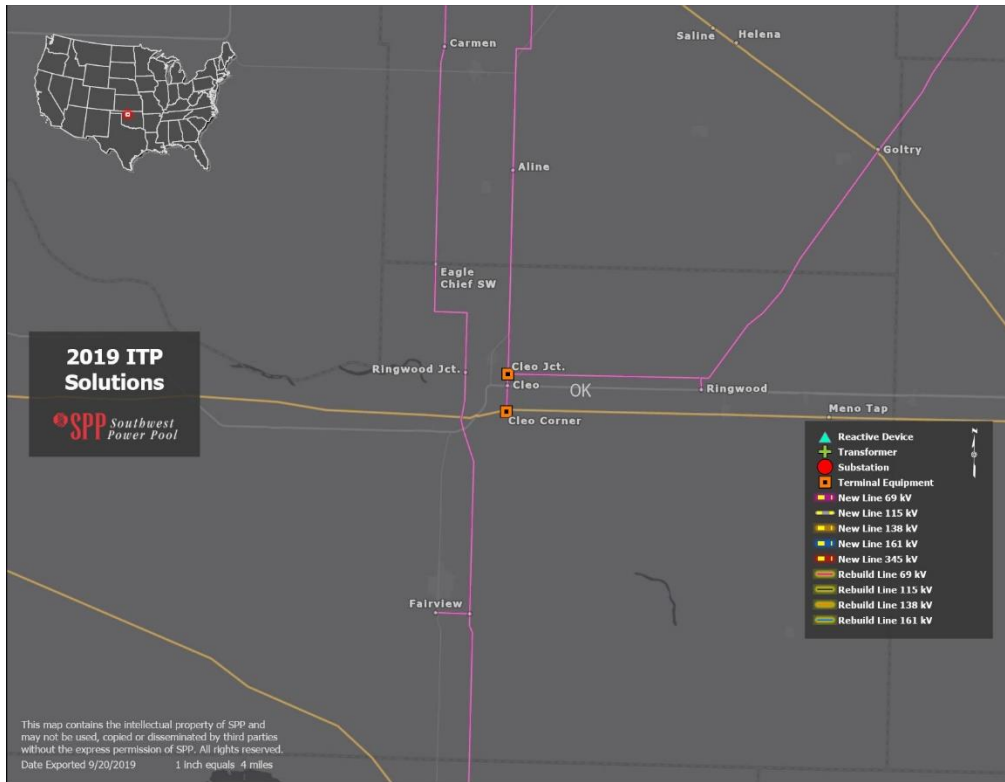 Carmen
Saline
Helena
Goltry
Aline
Eagle
Chief SW
2019 ITP
Solutions
SPP Southwest
Power Pool
Ringwood Jct.
Cleo Jct.
Cleo
OK
Ringwood
Cleo Corner
Meno Tap
Reactive Device
Transformer
Substation
Terminal Equipment
New Line 69 kV
New Line 115 kV
New Line 138 kV
New Line 161 kV
New Line 345 kV
Rebuild Line 69 kV
Rebuild Line 115 kV
Rebuild Line 138 kV
Rebuild Line 161 kV
N
Fairview
This map contains the intellectual property of SPP and
may not be used, copied or disseminated by third parties
without the express permission of SPP. All rights reserved.
Date Exported 9/20/2019 1 inch equals 4 miles